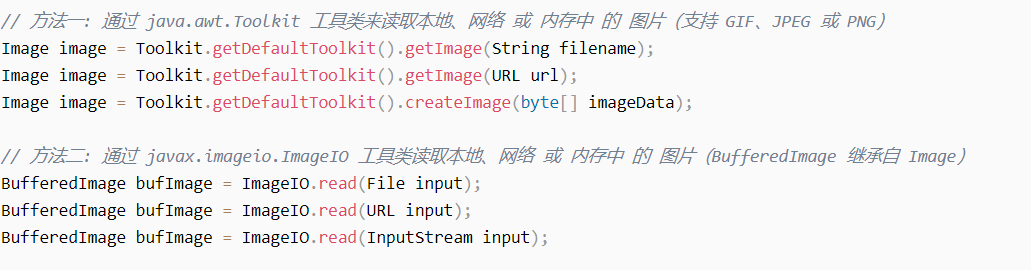 // 方法一: 通过 java.awt.Toolkit 工具类来读取本地、网络 或 内存中 的 图片（支持 GIF、JPEG 或 PNG）
Image image = Toolkit.getDefaultToolkit().getImage(String filename);
Image image = Toolkit.getDefaultToolkit().getImage(URL url);
Image image = Toolkit.getDefaultToolkit().createImage(byte[] imageData);
// 方法二: 通过 javax.imageio.ImageIO 工具类读取本地、网络 或 内存中 的 图片（BufferedImage 继承自 Image）
BufferedImage bufImage = ImageIO.read(File input);
BufferedImage bufImage = ImageIO.read(URL input);
BufferedImage bufImage = ImageIO.read(InputStream input);